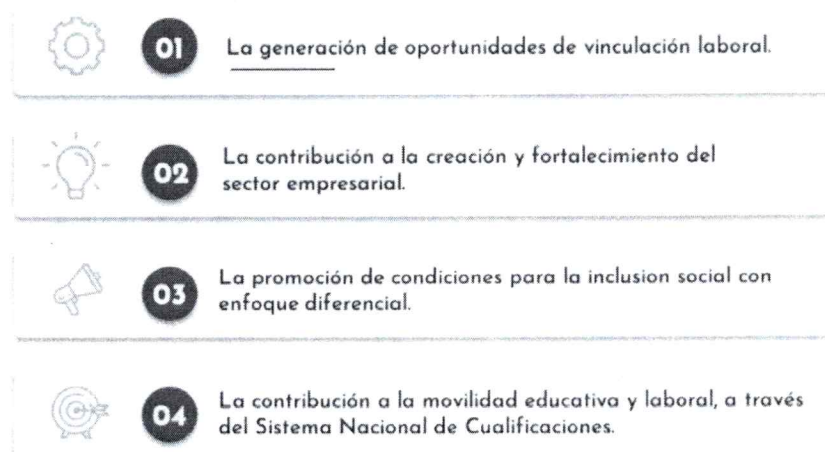 01 La generación de oportunidades de vinculación laboral.
02 La contribución a la creación y fortalecimiento del
sector empresarial.
03 La promoción de condiciones para la inclusion social con
enfoque diferencial.
04 La contribución a la movilidad educativa y laboral, a través
del Sistema Nacional de Cualificaciones.